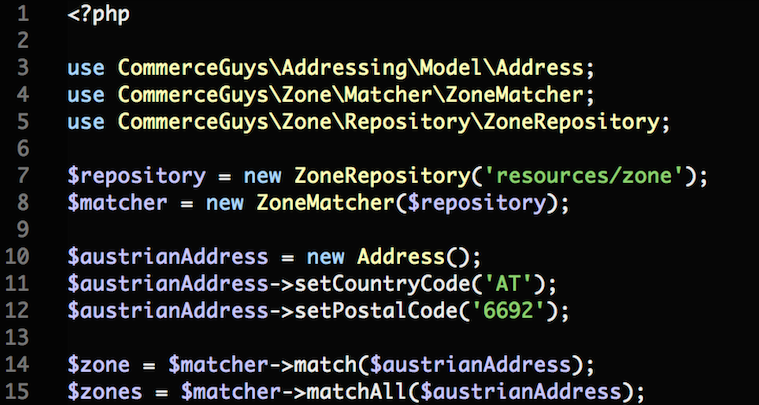 1 <?php
2
3 use CommerceGuys\Addressing\Model\Address;
4 use CommerceGuys\Zone\Matcher\ZoneMatcher;
5 use CommerceGuys\Zone\Repository\ZoneRepository;
6
7 $repository = new ZoneRepository('resources/zone');
8 $matcher = new ZoneMatcher($repository);
9
10 $austrianAddress = new Address();
11 $austrianAddress->setCountryCode('AT');
12 $austrianAddress->setPostalCode('6692');
13
14 $zone = $matcher->match($austrianAddress);
15 $zones = $matcher->matchAll($austrianAddress);